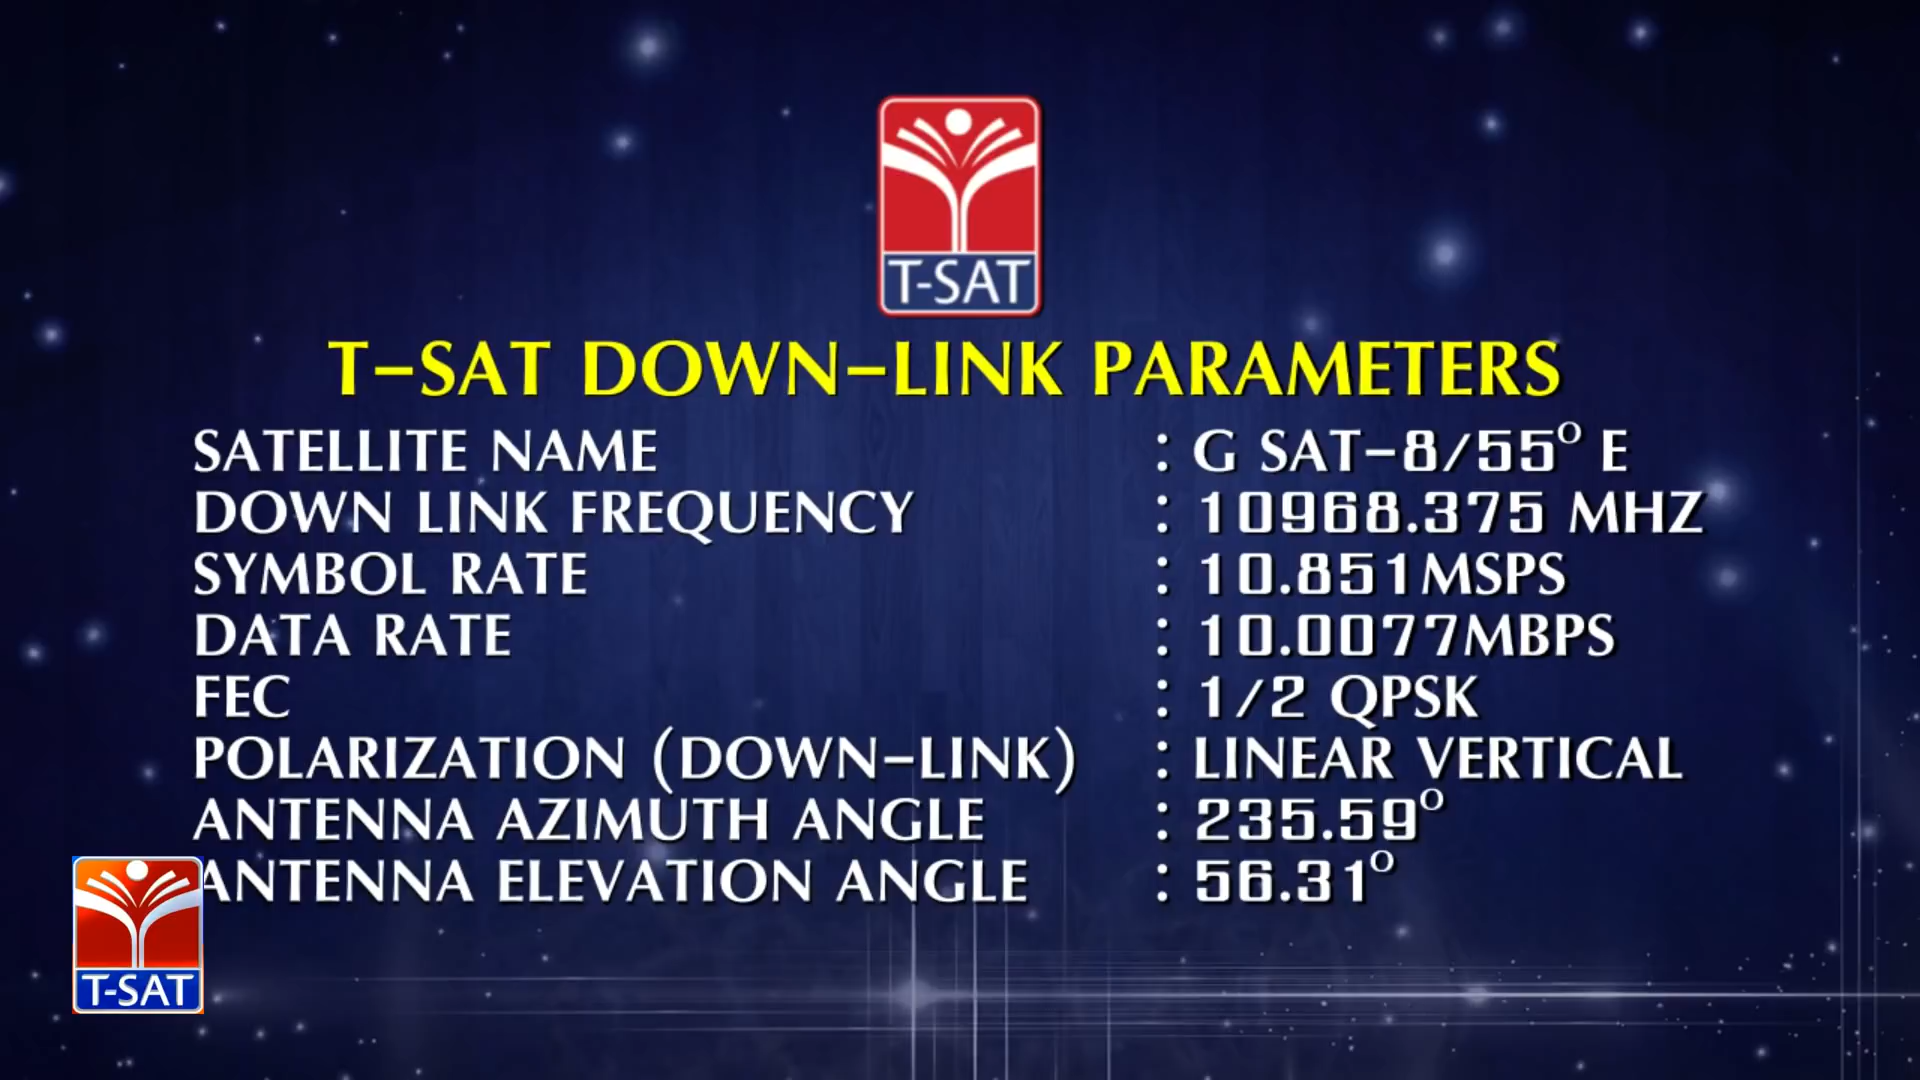 T-SAT
T-SAT DOWN-LINK PARAMETERS
SATELLITE NAME : G SAT-8/55° E
DOWN LINK FREQUENCY : 10968.375 MHZ
SYMBOL RATE : 10.851MSPS
DATA RATE : 10.0077MBPS
FEC : 1/2 QPSK
POLARIZATION (DOWN-LINK) : LINEAR VERTICAL
ANTENNA AZIMUTH ANGLE : 235.59°
ANTENNA ELEVATION ANGLE : 56.31°
T-SAT